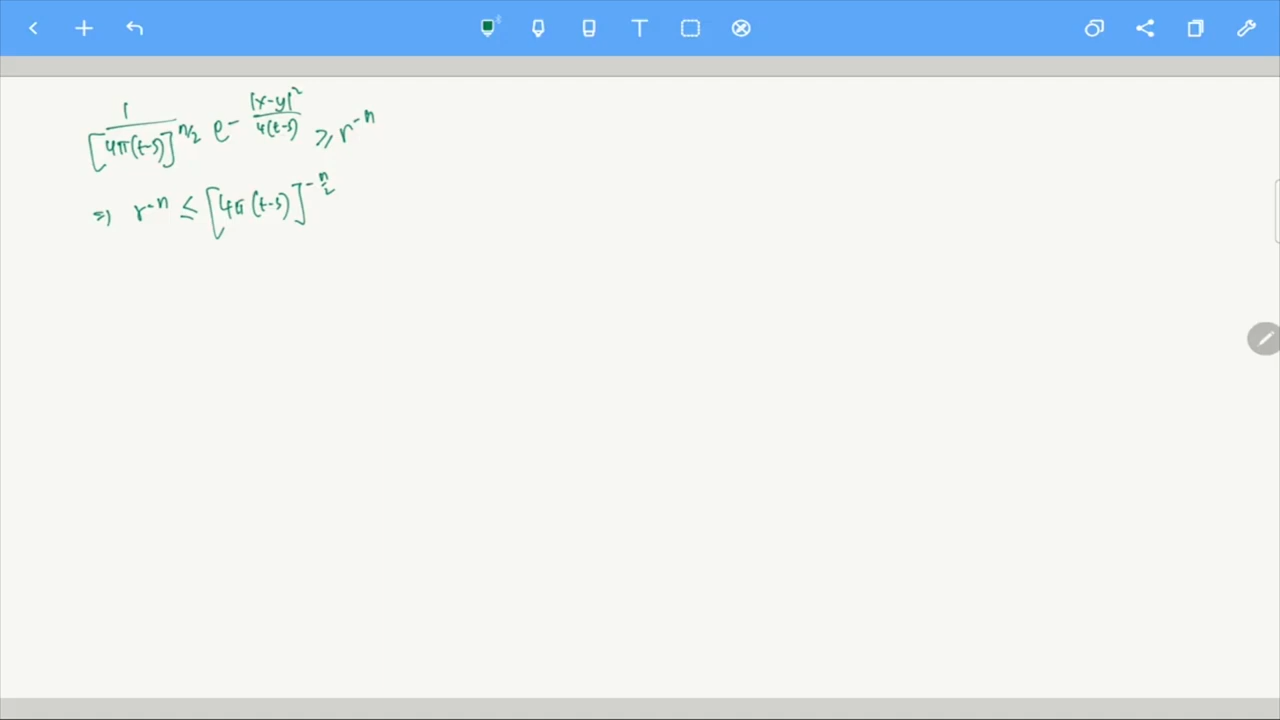 1/[4π(t-s)]^{n/2} e^{-|x-y|^2/4(t-s)} ≥ r^{-n}
⇒ r^{-n} ≤ [4π(t-s)]^{-n/2}